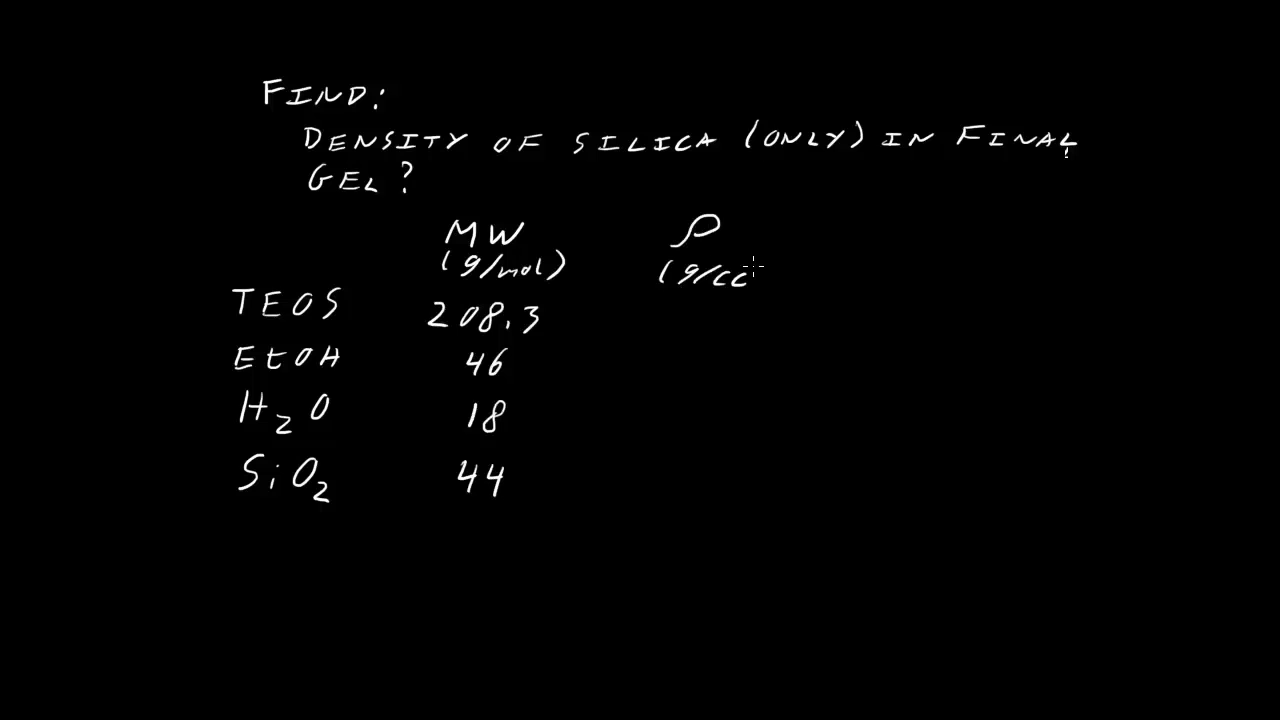 FIND:
DENSITY OF SILICA (ONLY) IN FINAL
GEL?
MW ρ
(g/mol) (g/cc
TEOS 208.3
EtOH 46
H2O 18
SiO2 44